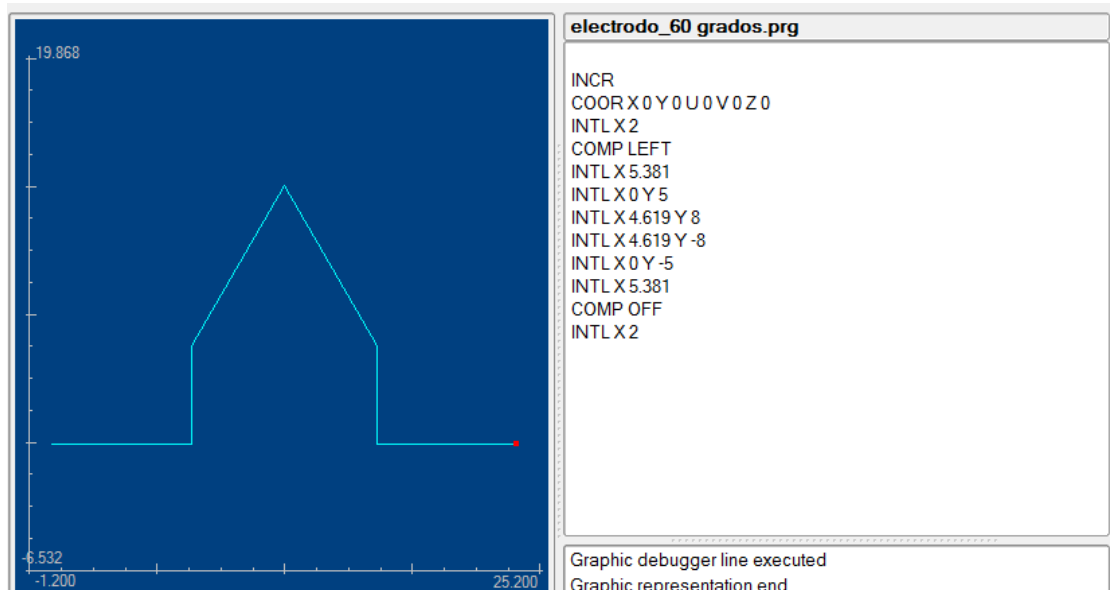 19.868
-6.532
-1.200
25.200
electrodo_60 grados.prg
INCR
COOR X 0 Y 0 U 0 V 0 Z 0
INTL X 2
COMP LEFT
INTL X 5.381
INTL X 0 Y 5
INTL X 4.619 Y 8
INTL X 4.619 Y -8
INTL X 0 Y -5
INTL X 5.381
COMP OFF
INTL X 2
Graphic debugger line executed
Graphic representation end